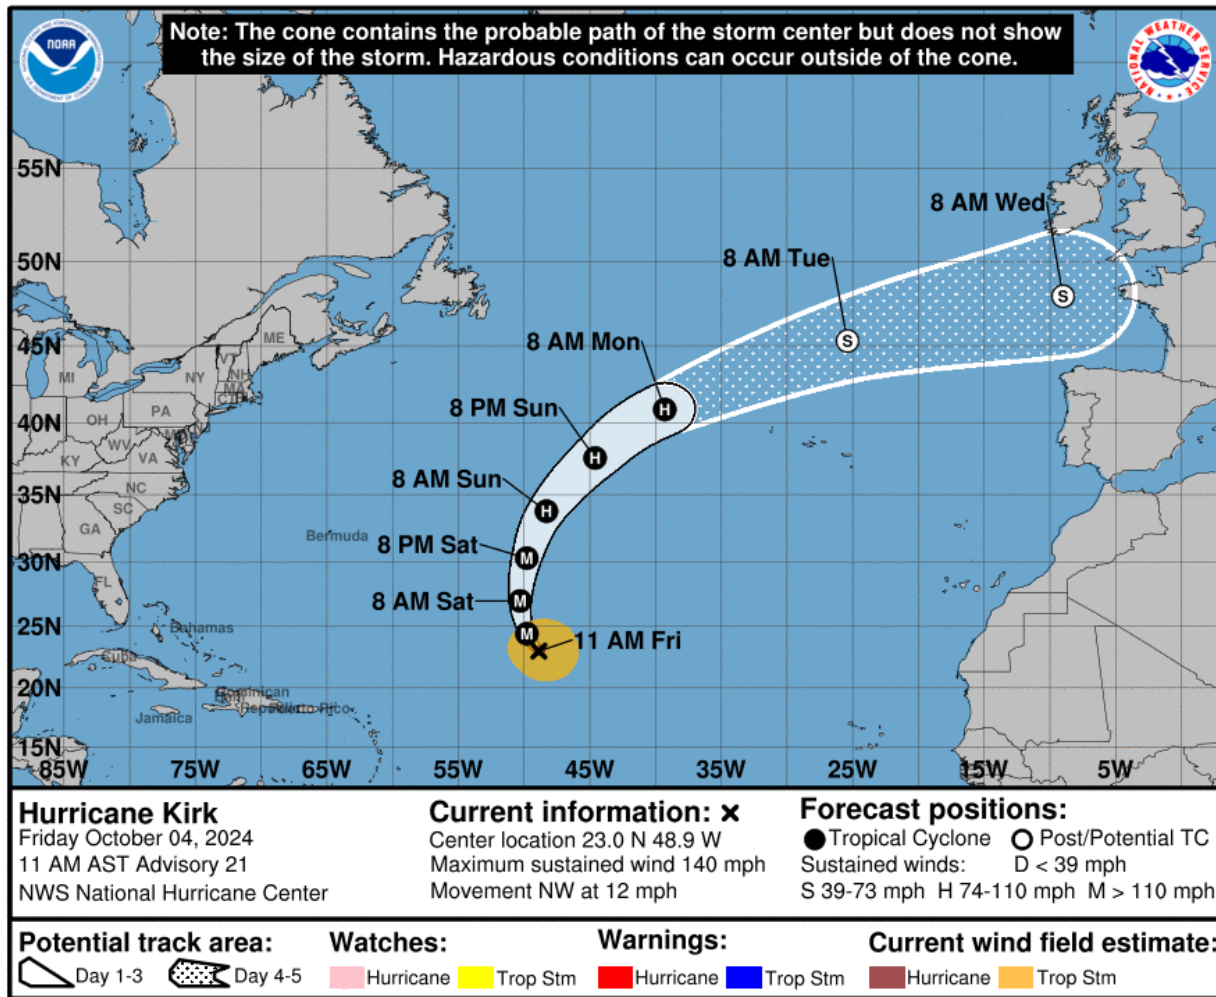 Note: The cone contains the probable path of the storm center but does not show
the size of the storm. Hazardous conditions can occur outside of the cone.
NOAA
NATIONAL WEATHER SERVICE
55N
8 AM Wed
50N
8 AM Tue
S
S
45N
ME
VT
NH
8 AM Mon
MI
NY
MA
CT
8 PM Sun
H
40N
OH
PA
NJ
WV
H
KY
VA
8 AM Sun
NC
35N
SC
H
GA
Bermuda
8 PM Sat
M
30N
FL
8 AM Sat
M
25N
Bahamas
M
11 AM Fri
Cuba
20N
Dominican
Republic
Puerto Rico
Jamaica
15N
85W 75W 65W 55W 45W 35W 25W 15W 5W
Hurricane Kirk
Friday October 04, 2024
11 AM AST Advisory 21
NWS National Hurricane Center
Current information: x
Center location 23.0 N 48.9 W
Maximum sustained wind 140 mph
Movement NW at 12 mph
Forecast positions:
Tropical Cyclone Post/Potential TC
Sustained winds: D < 39 mph
S 39-73 mph H 74-110 mph M > 110 mph
Potential track area:
Day 1-3 Day 4-5
Watches:
Hurricane Trop Stm
Warnings:
Hurricane Trop Stm
Current wind field estimate:
Hurricane Trop Stm